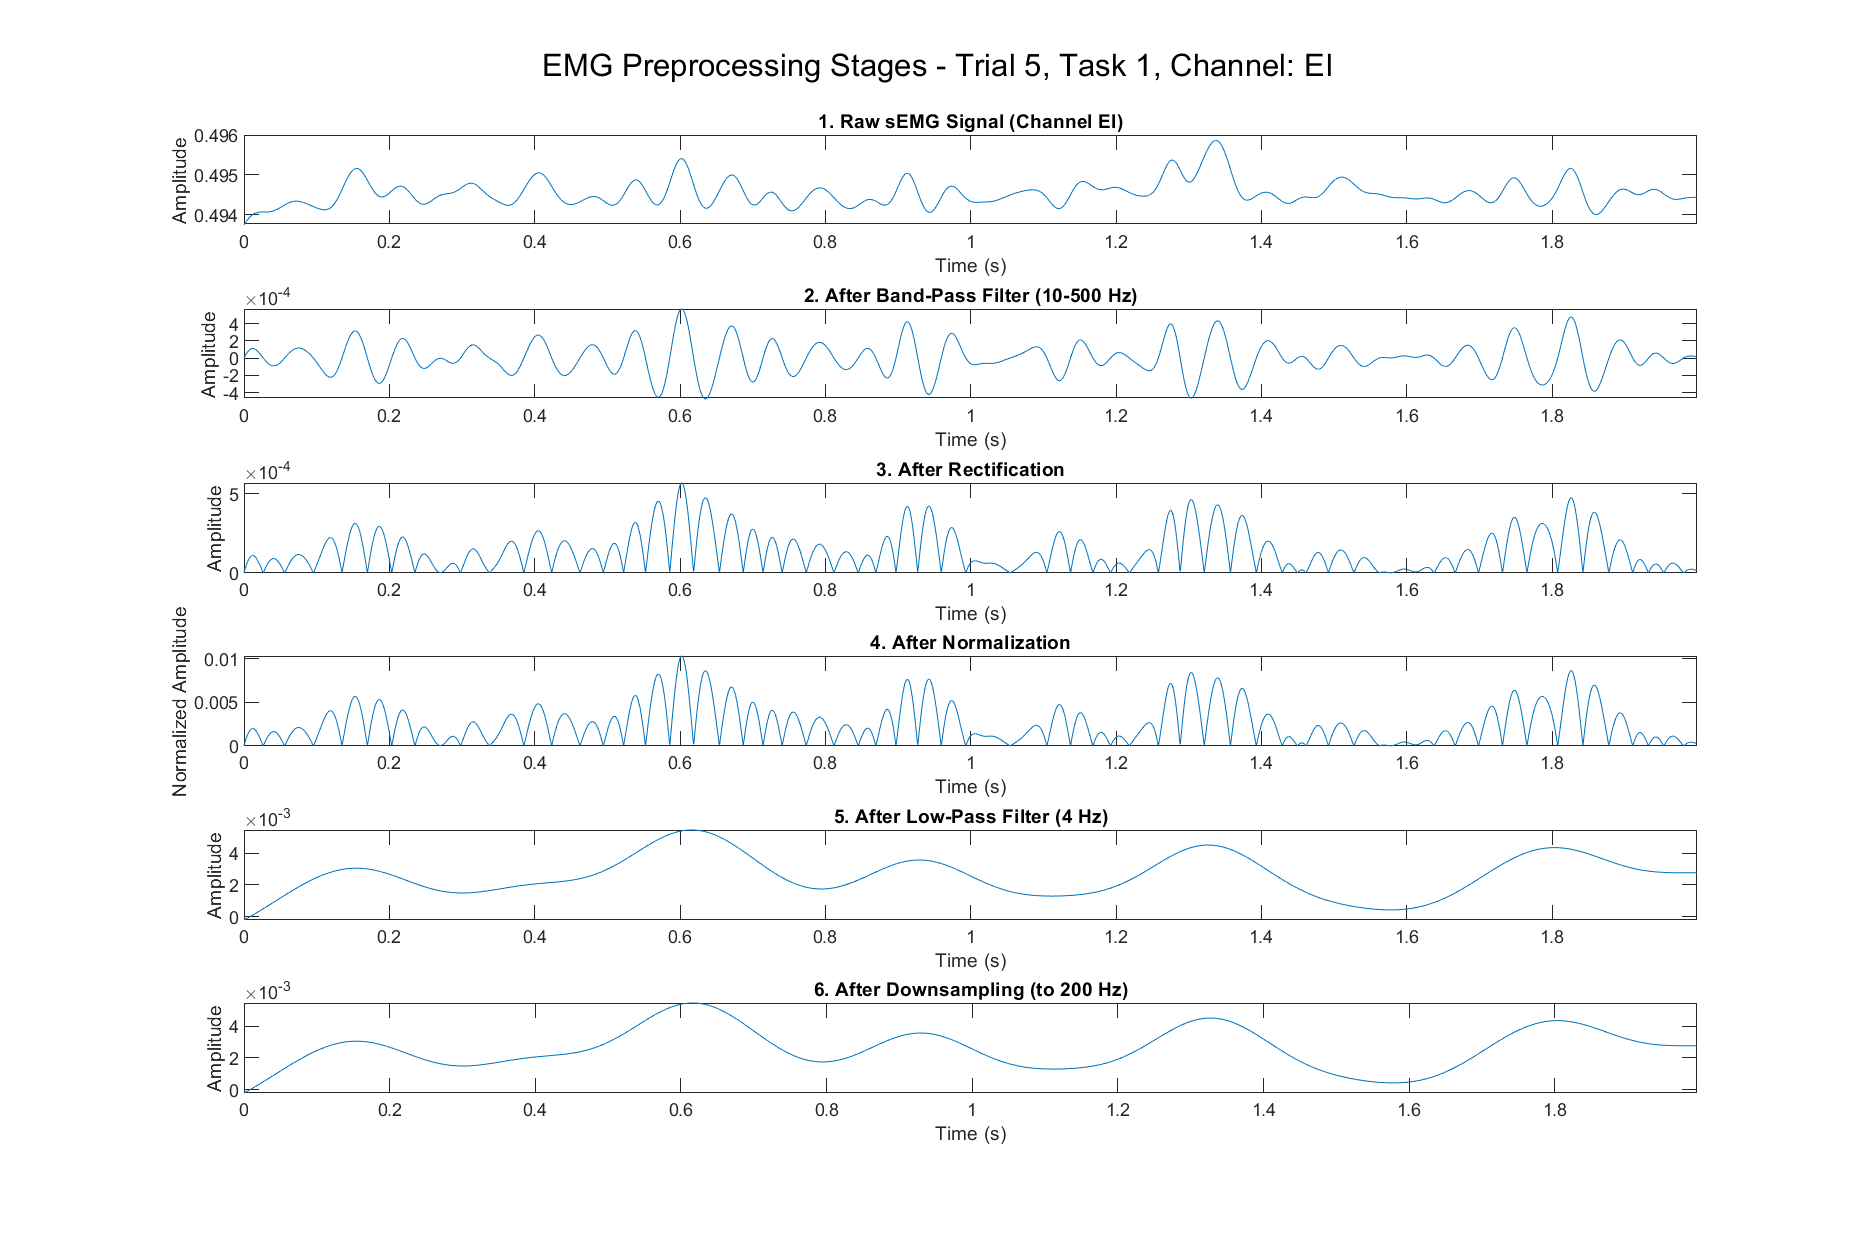 EMG Preprocessing Stages - Trial 5, Task 1, Channel: EI
1. Raw sEMG Signal (Channel EI)
Amplitude
0.496
0.495
0.494
0 0.2 0.4 0.6 0.8 1 1.2 1.4 1.6 1.8
Time (s)
2. After Band-Pass Filter (10-500 Hz)
×10-4
Amplitude
4
2
0
-2
-4
0 0.2 0.4 0.6 0.8 1 1.2 1.4 1.6 1.8
Time (s)
3. After Rectification
×10-4
Amplitude
5
0
0 0.2 0.4 0.6 0.8 1 1.2 1.4 1.6 1.8
Time (s)
4. After Normalization
Normalized Amplitude
0.01
0.005
0
0 0.2 0.4 0.6 0.8 1 1.2 1.4 1.6 1.8
Time (s)
5. After Low-Pass Filter (4 Hz)
×10-3
Amplitude
4
2
0
0 0.2 0.4 0.6 0.8 1 1.2 1.4 1.6 1.8
Time (s)
6. After Downsampling (to 200 Hz)
×10-3
Amplitude
4
2
0
0 0.2 0.4 0.6 0.8 1 1.2 1.4 1.6 1.8
Time (s)